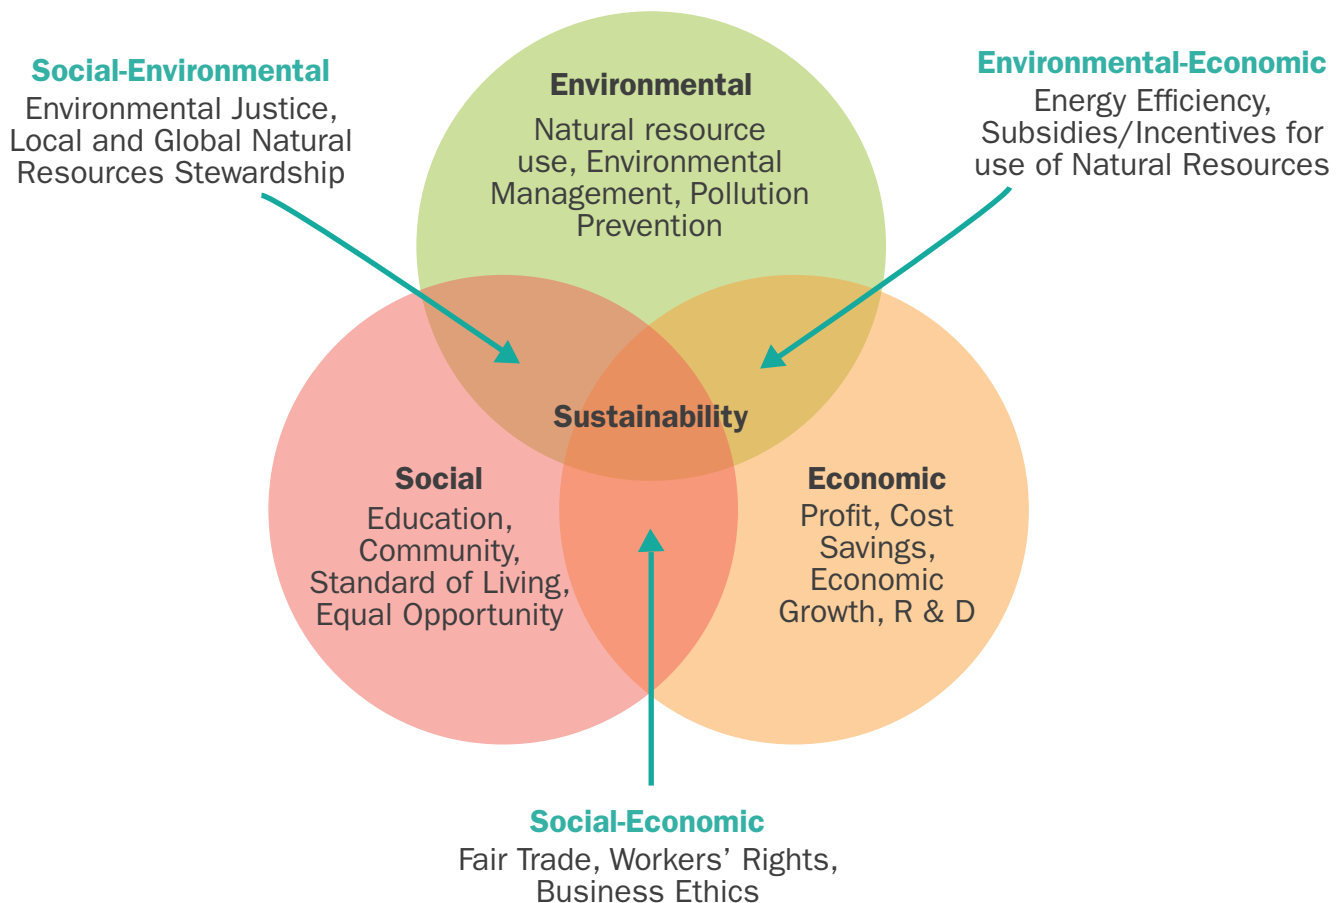 Social-Environmental
Environmental Justice,
Local and Global Natural
Resources Stewardship
Environmental
Natural resource
use, Environmental
Management, Pollution
Prevention
Environmental-Economic
Energy Efficiency,
Subsidies/Incentives for
use of Natural Resources
Sustainability
Social
Education,
Community,
Standard of Living,
Equal Opportunity
Economic
Profit, Cost
Savings,
Economic
Growth, R & D
Social-Economic
Fair Trade, Workers’ Rights,
Business Ethics